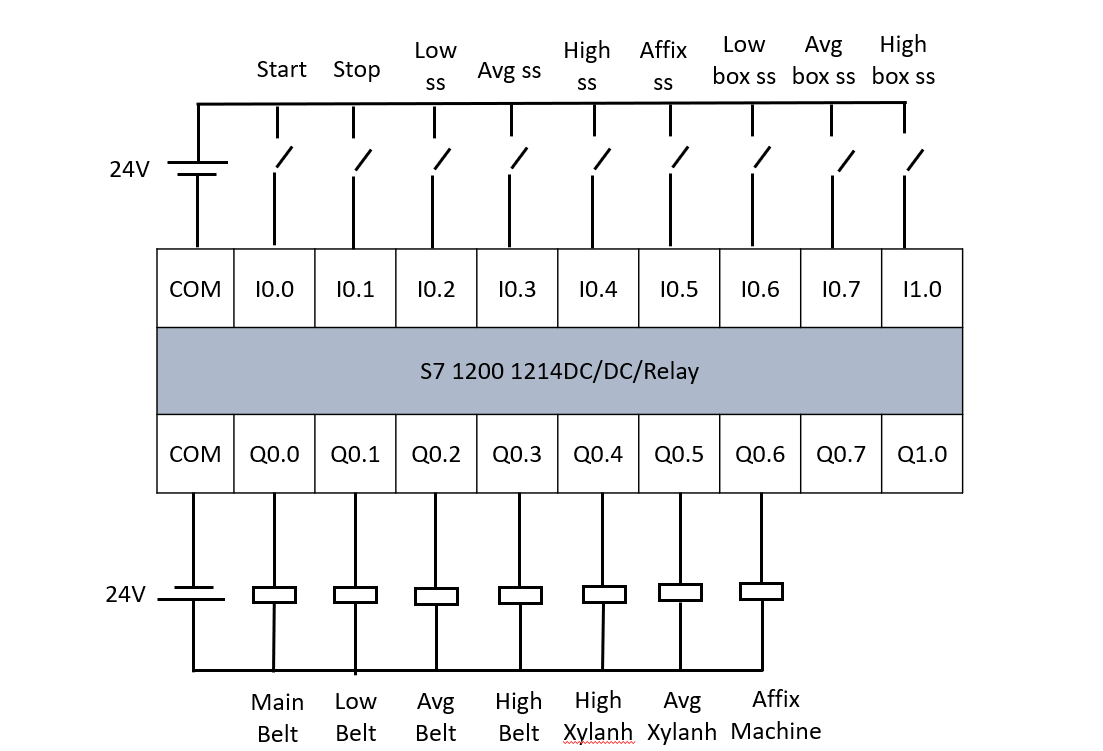 Start Stop Low ss Avg ss High ss Affix ss Low box ss Avg box ss High box ss
24V
COM I0.0 I0.1 I0.2 I0.3 I0.4 I0.5 I0.6 I0.7 I1.0
S7 1200 1214DC/DC/Relay
COM Q0.0 Q0.1 Q0.2 Q0.3 Q0.4 Q0.5 Q0.6 Q0.7 Q1.0
24V
Main Belt Low Belt Avg Belt High Belt High Xylanh Avg Xylanh Affix Machine